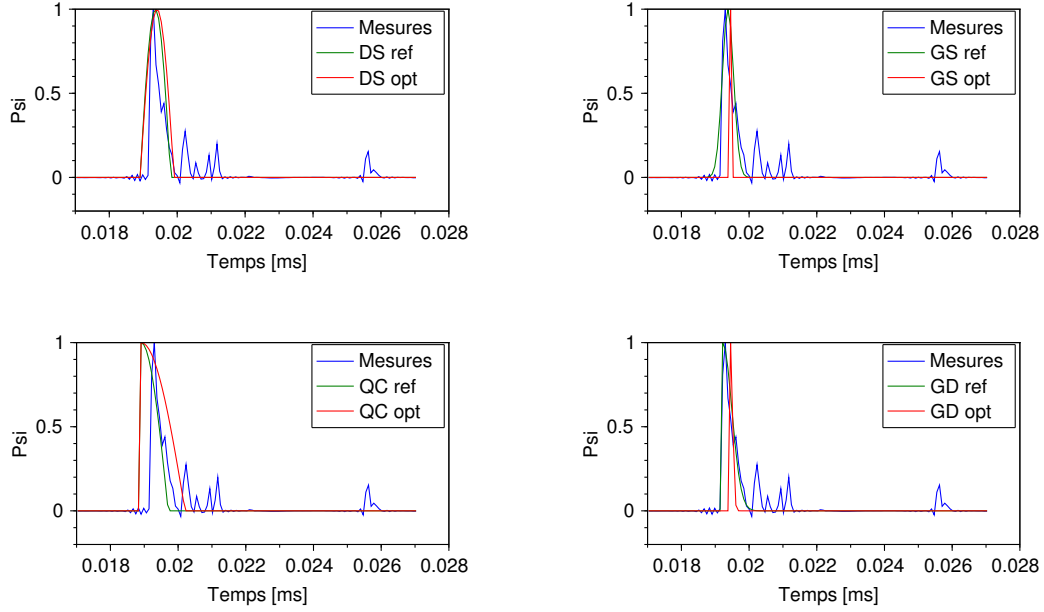 1
0.5
0
Psi
0.018
0.02
0.022
0.024
0.026
0.028
Temps [ms]
Mesures
DS ref
DS opt
1
0.5
0
Psi
0.018
0.02
0.022
0.024
0.026
0.028
Temps [ms]
Mesures
GS ref
GS opt
1
0.5
0
Psi
0.018
0.02
0.022
0.024
0.026
0.028
Temps [ms]
Mesures
QC ref
QC opt
1
0.5
0
Psi
0.018
0.02
0.022
0.024
0.026
0.028
Temps [ms]
Mesures
GD ref
GD opt